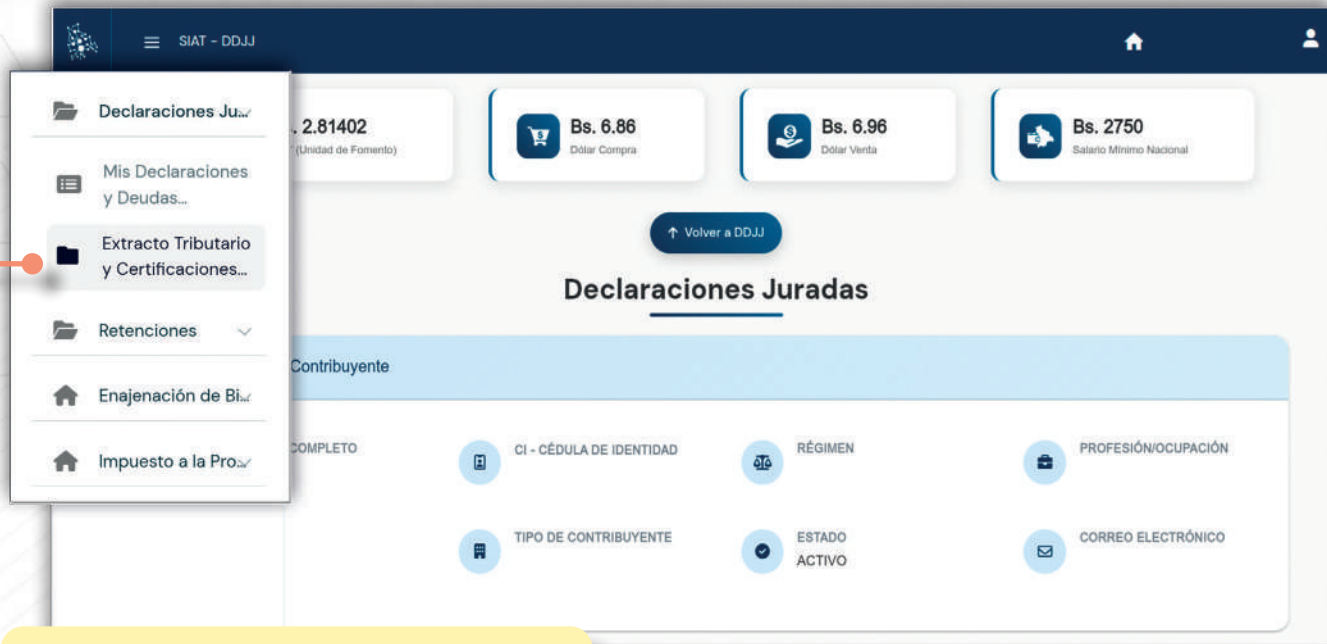 SIAT - DDJJ
Declaraciones Ju...
Mis Declaraciones
y Deudas...
Extracto Tributario
y Certificaciones...
Retenciones
Enajenación de Bi...
Impuesto a la Pro...
. 2.81402
(Unidad de Fomento)
Bs. 6.86
Dólar Compra
Bs. 6.96
Dólar Venta
Bs. 2750
Salario Mínimo Nacional
↑ Volver a DDJJ
Declaraciones Juradas
Contribuyente
COMPLETO
CI - CÉDULA DE IDENTIDAD
RÉGIMEN
PROFESIÓN/OCUPACIÓN
TIPO DE CONTRIBUYENTE
ESTADO
ACTIVO
CORREO ELECTRÓNICO